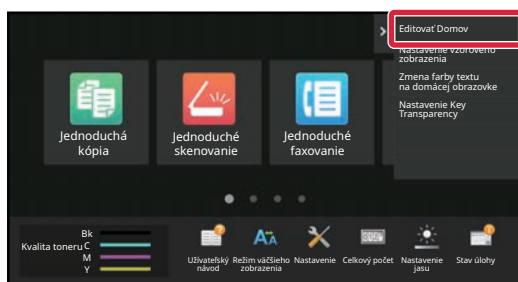 Editovať Domov
Nastavenie vzorového
zobrazenia
Zmena farby textu
na domácej obrazovke
Nastavenie Key
Transparency
Jednoduchá
kópia
Jednoduché
skenovanie
Jednoduché
faxovanie
Kvalita toneru
Bk
C
M
Y
Užívateľský
návod
Režim väčšieho
zobrazenia
Nastavenie
Celkový počet
Nastavenie
jasu
Stav úlohy